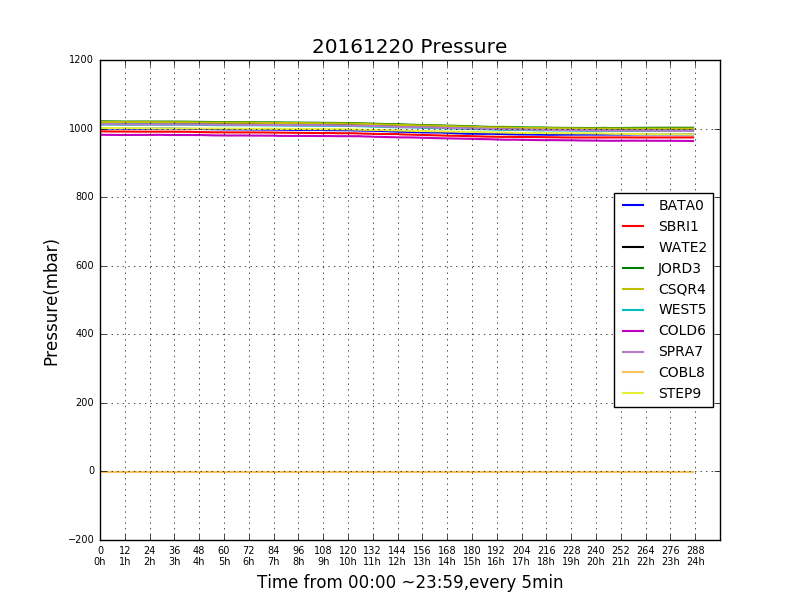 20161220 Pressure
1200
1000
800
600
400
200
0
−200
Pressure(mbar)
BATA0
SBRI1
WATE2
JORD3
CSQR4
WEST5
COLD6
SPRA7
COBL8
STEP9
0 12 24 36 48 60 72 84 96 108 120 132 144 156 168 180 192 204 216 228 240 252 264 276 288
0h 1h 2h 3h 4h 5h 6h 7h 8h 9h 10h 11h 12h 13h 14h 15h 16h 17h 18h 19h 20h 21h 22h 23h 24h
Time from 00:00 ~23:59,every 5min